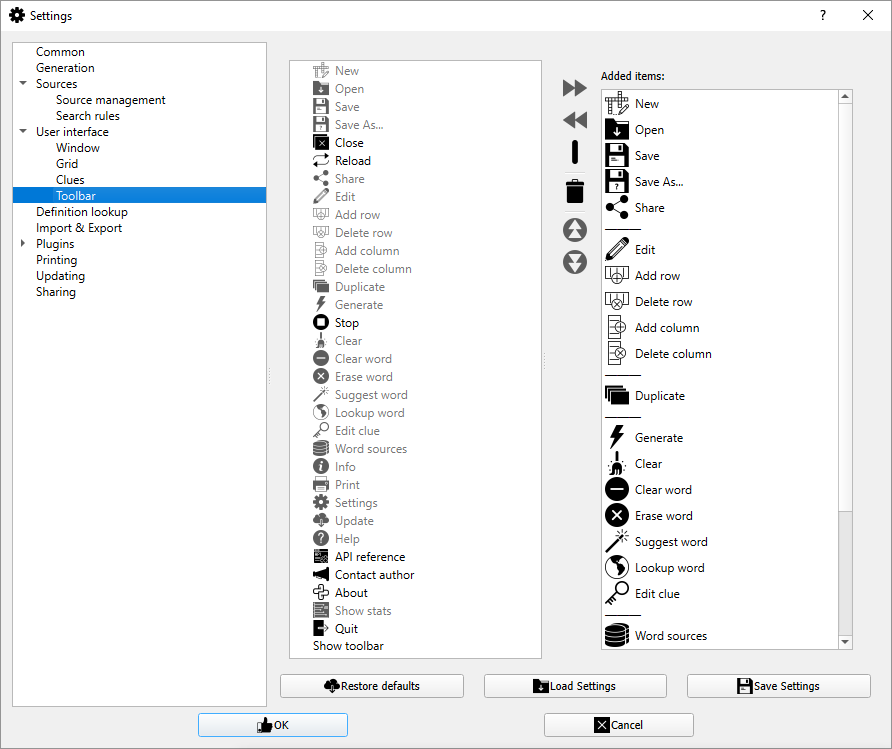 Settings
?
Common
Generation
Sources
Source management
Search rules
User interface
Window
Grid
Clues
Toolbar
Definition lookup
Import & Export
Plugins
Printing
Updating
Sharing
New
Open
Save
Save As...
Close
Reload
Share
Edit
Add row
Delete row
Add column
Delete column
Duplicate
Generate
Stop
Clear
Clear word
Erase word
Suggest word
Lookup word
Edit clue
Word sources
Info
Print
Settings
Update
Help
API reference
Contact author
About
Show stats
Quit
Show toolbar
Added items:
New
Open
Save
Save As...
Share
Edit
Add row
Delete row
Add column
Delete column
Duplicate
Generate
Clear
Clear word
Erase word
Suggest word
Lookup word
Edit clue
Word sources
Restore defaults
Load Settings
Save Settings
OK
Cancel